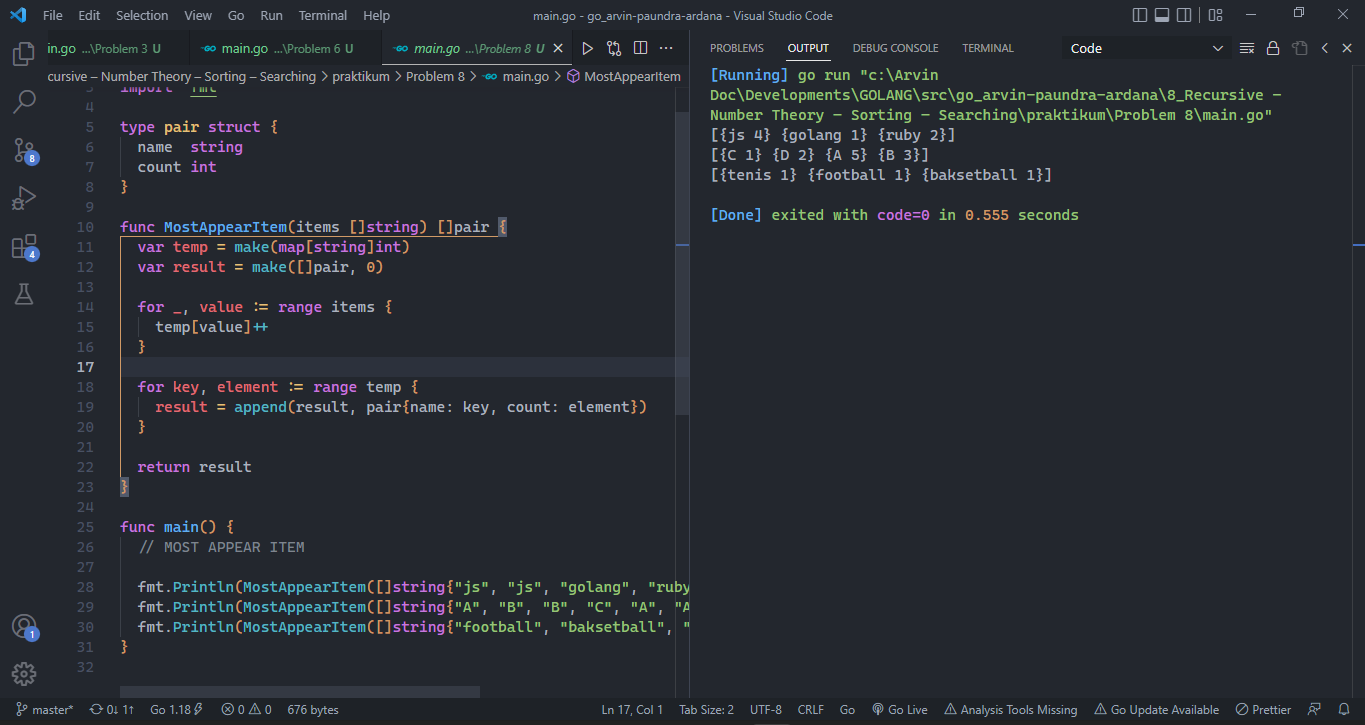 File Edit Selection View Go Run Terminal Help main.go - go_arvin-paundra-ardana - Visual Studio Code
in.go ...\Problem 3 U main.go ...\Problem 6 U main.go ...\Problem 8 U
cursive – Number Theory – Sorting – Searching > praktikum > Problem 8 > main.go > MostAppearItem
3 import "fmt"
4
5 type pair struct {
6 name string
7 count int
8 }
9
10 func MostAppearItem(items []string) []pair {
11 var temp = make(map[string]int)
12 var result = make([]pair, 0)
13
14 for _, value := range items {
15 temp[value]++
16 }
17
18 for key, element := range temp {
19 result = append(result, pair{name: key, count: element})
20 }
21
22 return result
23 }
24
25 func main() {
26 // MOST APPEAR ITEM
27
28 fmt.Println(MostAppearItem([]string{"js", "js", "golang", "ruby
29 fmt.Println(MostAppearItem([]string{"A", "B", "B", "C", "A", "A
30 fmt.Println(MostAppearItem([]string{"football", "baksetball", "
31 }
32
PROBLEMS OUTPUT DEBUG CONSOLE TERMINAL Code
[Running] go run "c:\Arvin
Doc\Developments\GOLANG\src\go_arvin-paundra-ardana\8_Recursive –
Number Theory – Sorting – Searching\praktikum\Problem 8\main.go"
[{js 4} {golang 1} {ruby 2}]
[{C 1} {D 2} {A 5} {B 3}]
[{tenis 1} {football 1} {baksetball 1}]
[Done] exited with code=0 in 0.555 seconds
8
4
1
master* 0↓ 1↑ Go 1.18 0 0 676 bytes Ln 17, Col 1 Tab Size: 2 UTF-8 CRLF Go Go Live Analysis Tools Missing Go Update Available Prettier